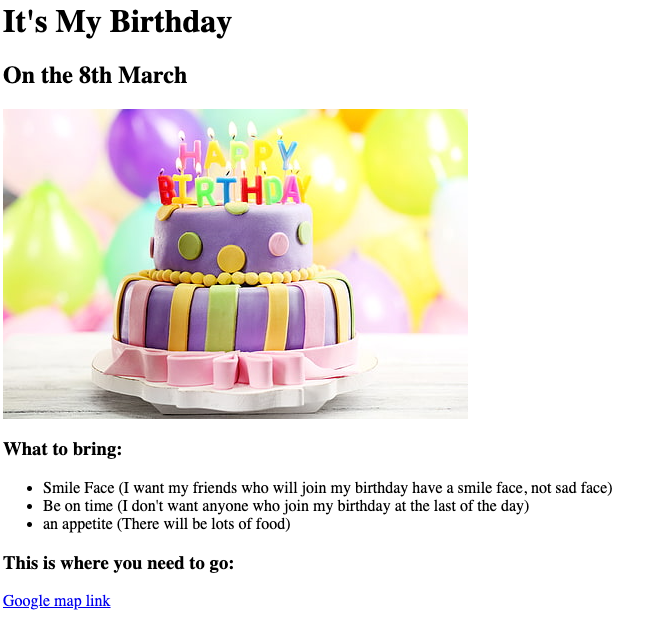 It's My Birthday
On the 8th March
HAPPY
BIRTHDAY
What to bring:
Smile Face (I want my friends who will join my birthday have a smile face, not sad face)
Be on time (I don't want anyone who join my birthday at the last of the day)
an appetite (There will be lots of food)
This is where you need to go:
Google map link